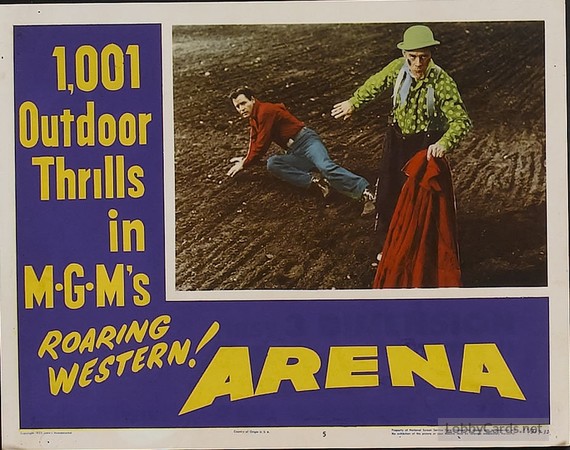 1,001
Outdoor
Thrills
in
M·G·M's
ROARING
WESTERN!
ARENA
5
LobbyCards.net